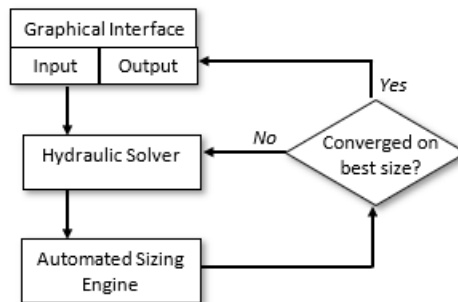 Graphical Interface
Input
Output
Yes
No
Converged on
best size?
Hydraulic Solver
Automated Sizing
Engine